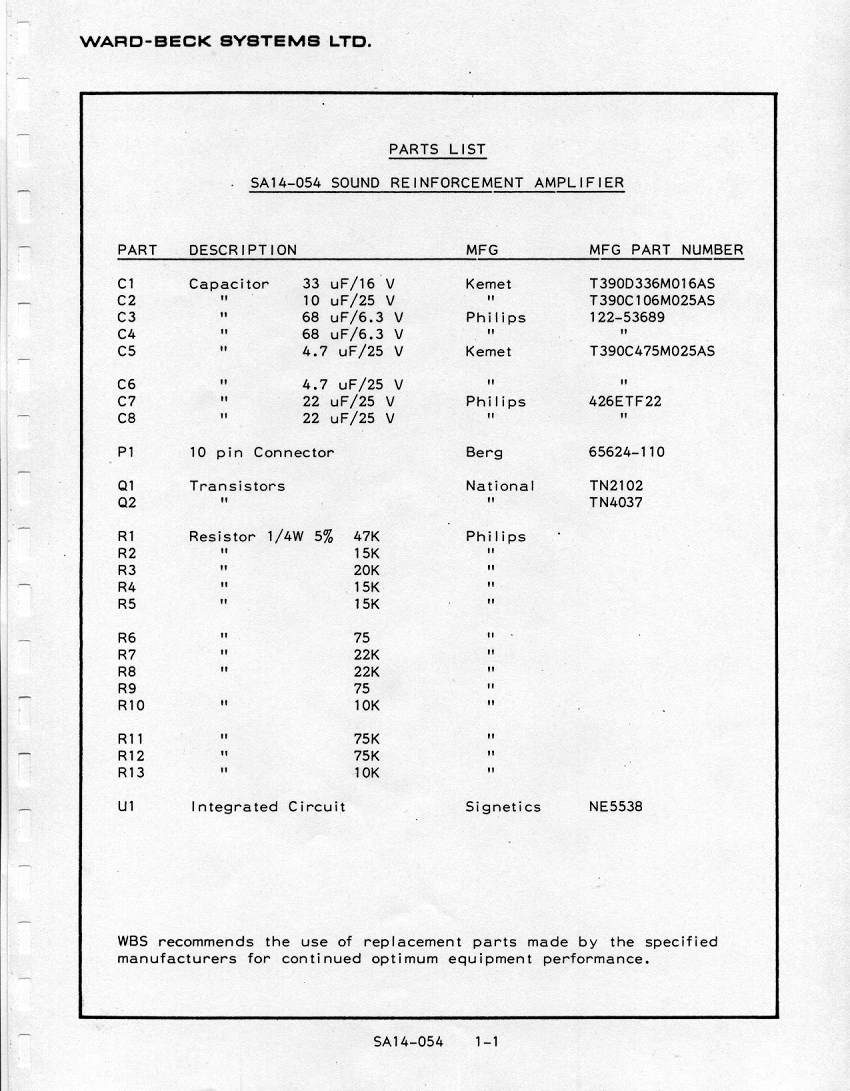 WARD-BECK SYSTEMS LTD.
PARTS LIST
SA14-054 SOUND REINFORCEMENT AMPLIFIER
PART DESCRIPTION MFG MFG PART NUMBER
C1 Capacitor 33 uF/16 V Kemet T390D336M016AS
C2 " 10 uF/25 V " T390C106M025AS
C3 " 68 uF/6.3 V Philips 122-53689
C4 " 68 uF/6.3 V " "
C5 " 4.7 uF/25 V Kemet T390C475M025AS
C6 " 4.7 uF/25 V " "
C7 " 22 uF/25 V Philips 426ETF22
C8 " 22 uF/25 V " "
P1 10 pin Connector Berg 65624-110
Q1 Transistors National TN2102
Q2 " " TN4037
R1 Resistor 1/4W 5% 47K Philips
R2 " 15K "
R3 " 20K "
R4 " 15K "
R5 " 15K "
R6 " 75 "
R7 " 22K "
R8 " 22K "
R9 75 "
R10 " 10K "
R11 " 75K "
R12 " 75K "
R13 " 10K "
U1 Integrated Circuit Signetics NE5538
WBS recommends the use of replacement parts made by the specified
manufacturers for continued optimum equipment performance.
SA14-054 1-1